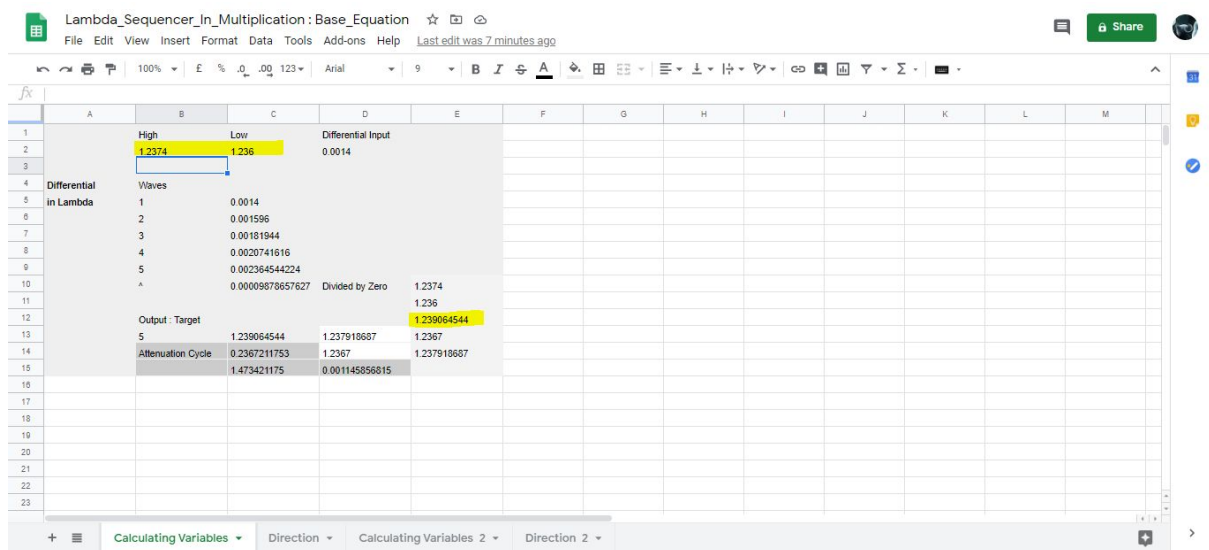 Lambda_Sequencer_In_Multiplication : Base_Equation
File Edit View Insert Format Data Tools Add-ons Help Last edit was 7 minutes ago
Share
100% £ % .0 .00 123 Arial 9 B I S A
fx
A B C D E F G H I J K L M
1 High Low Differential Input
2 1.2374 1.236 0.0014
3
4 Differential Waves
5 in Lambda 1 0.0014
6 2 0.001596
7 3 0.00181944
8 4 0.0020741616
9 5 0.002364544224
10 ^ 0.00009878657627 Divided by Zero 1.2374
11 1.236
12 Output : Target 1.239064544
13 5 1.239064544 1.237918687 1.2367
14 Attenuation Cycle 0.2367211753 1.2367 1.237918687
15 1.473421175 0.001145856815
16
17
18
19
20
21
22
23
Calculating Variables Direction Calculating Variables 2 Direction 2